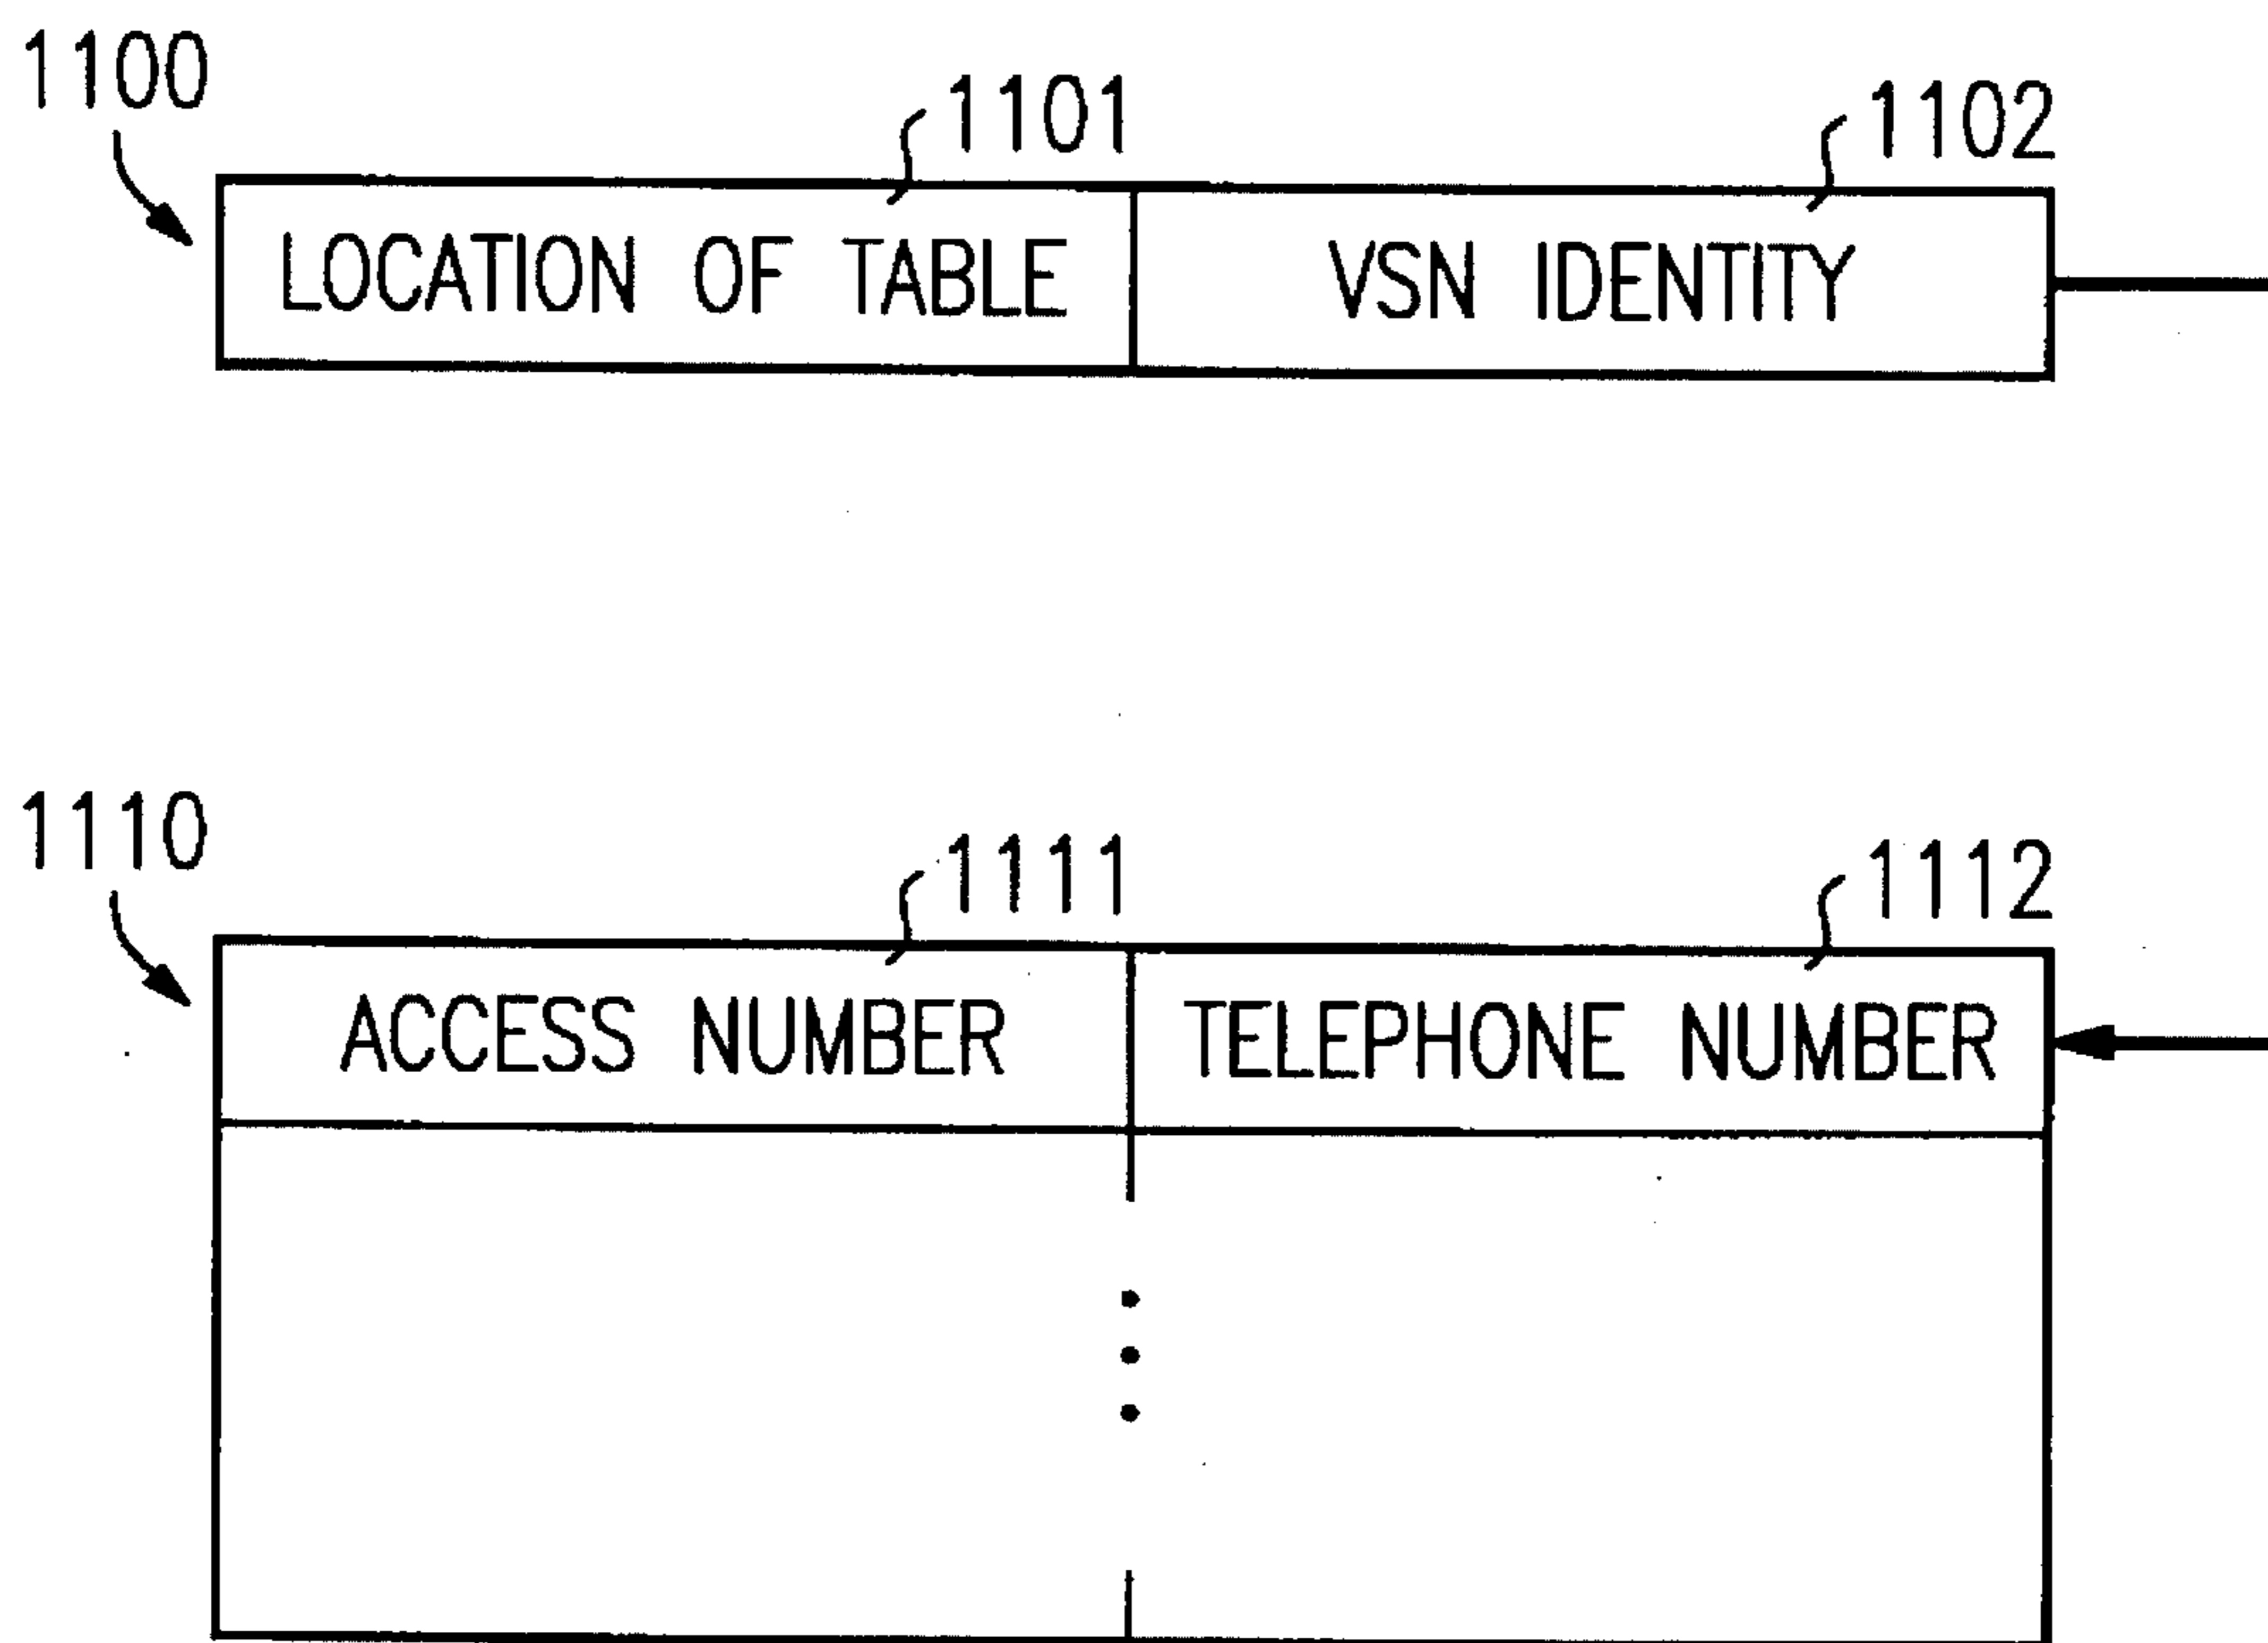 1100
1101
1102
LOCATION OF TABLE
VSN IDENTITY
1110
1111
1112
ACCESS NUMBER
TELEPHONE NUMBER